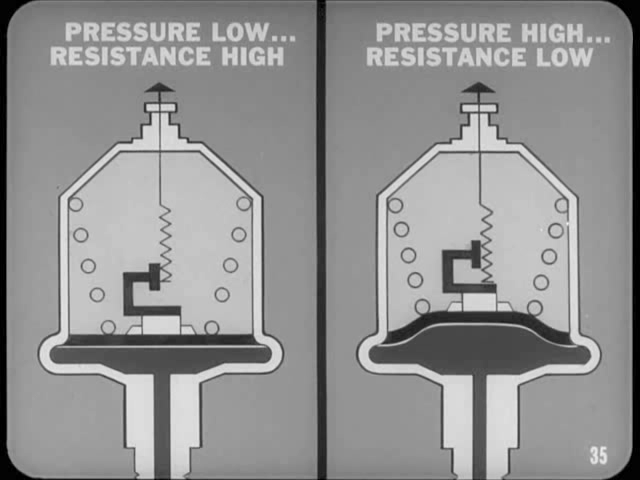 PRESSURE LOW...
RESISTANCE HIGH
PRESSURE HIGH...
RESISTANCE LOW
35